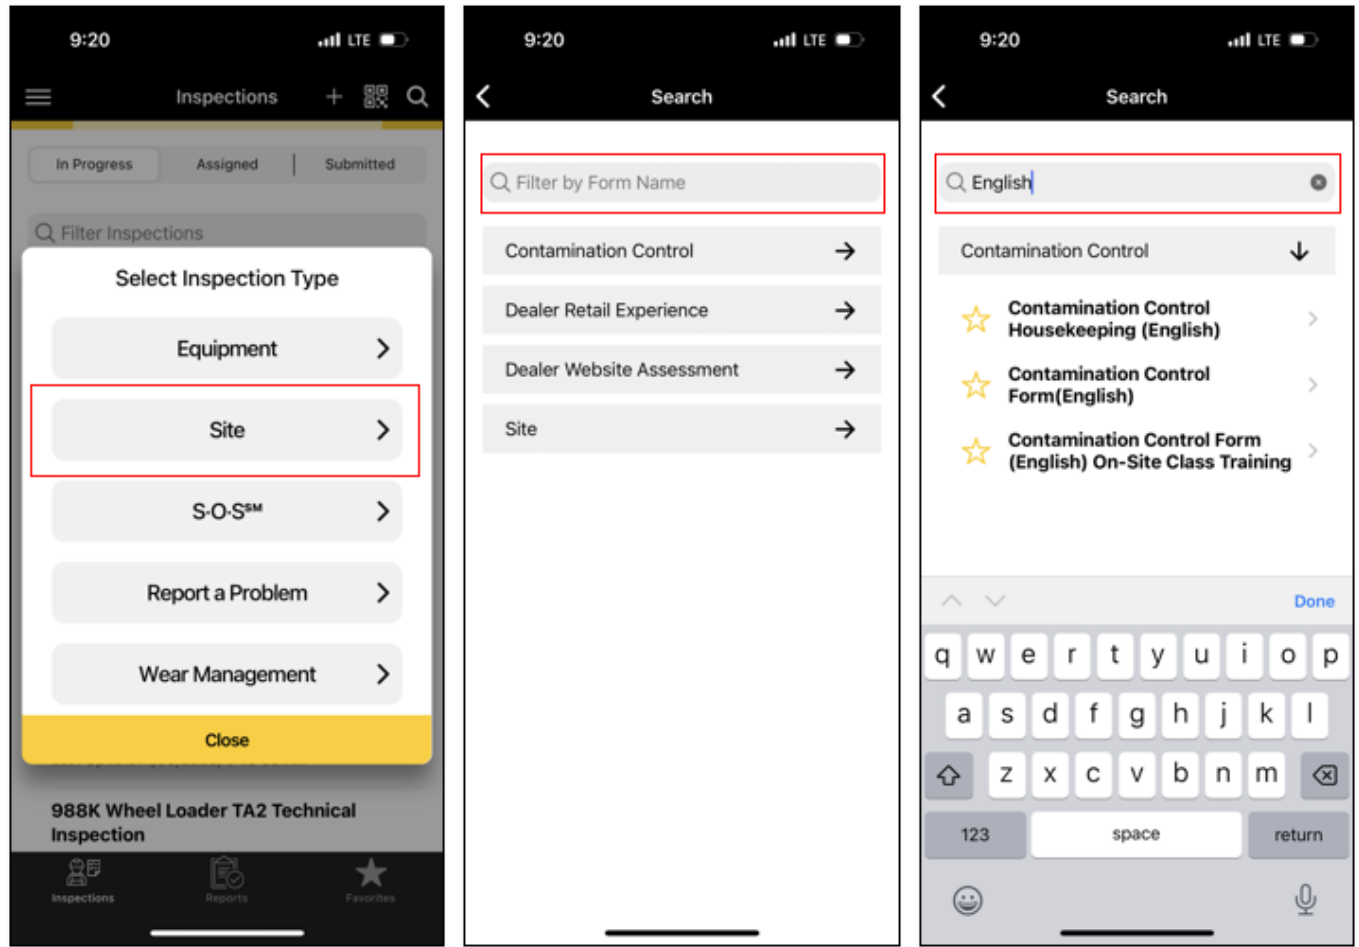 9:20
LTE
Inspections
In Progress
Assigned
Submitted
Filter Inspections
Select Inspection Type
Equipment
Site
S·O·S℠
Report a Problem
Wear Management
Close
988K Wheel Loader TA2 Technical
Inspection
Inspections
Reports
Favorites
9:20
LTE
Search
Filter by Form Name
Contamination Control
Dealer Retail Experience
Dealer Website Assessment
Site
9:20
LTE
Search
English
Contamination Control
Contamination Control
Housekeeping (English)
Contamination Control
Form(English)
Contamination Control Form
(English) On-Site Class Training
Done
q w e r t y u i o p
a s d f g h j k l
z x c v b n m
123 space return